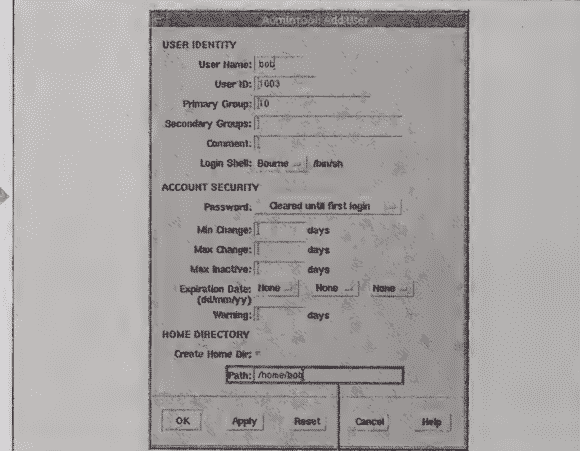 Admintool: Add User
USER IDENTITY
User Name: bob
User ID: 1003
Primary Group: 10
Secondary Groups:
Comment:
Login Shell: Bourne /bin/sh
ACCOUNT SECURITY
Password: Cleared until first login
Min Change: days
Max Change: days
Max Inactive: days
Expiration Date: None None None
(dd/mm/yy)
Warning: days
HOME DIRECTORY
Create Home Dir:
Path: /home/bob
OK Apply Reset Cancel Help